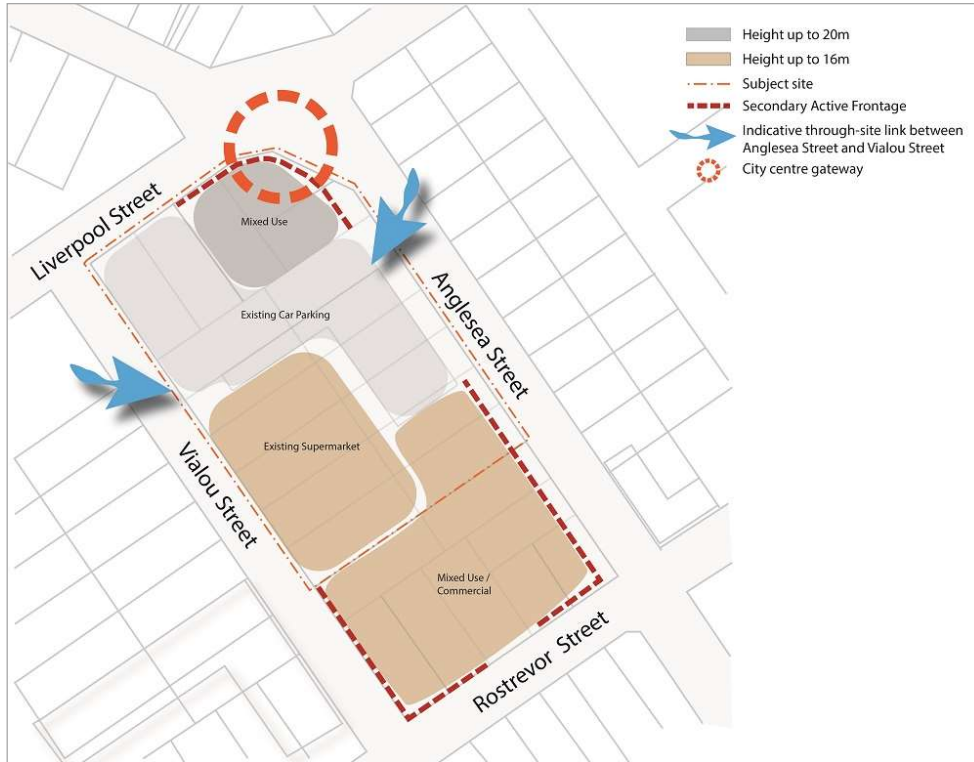 Height up to 20m
Height up to 16m
Subject site
Secondary Active Frontage
Indicative through-site link between
Anglesea Street and Vialou Street
City centre gateway
Liverpool Street
Mixed Use
Existing Car Parking
Anglesea Street
Existing Supermarket
Vialou Street
Mixed Use /
Commercial
Rostrevor Street